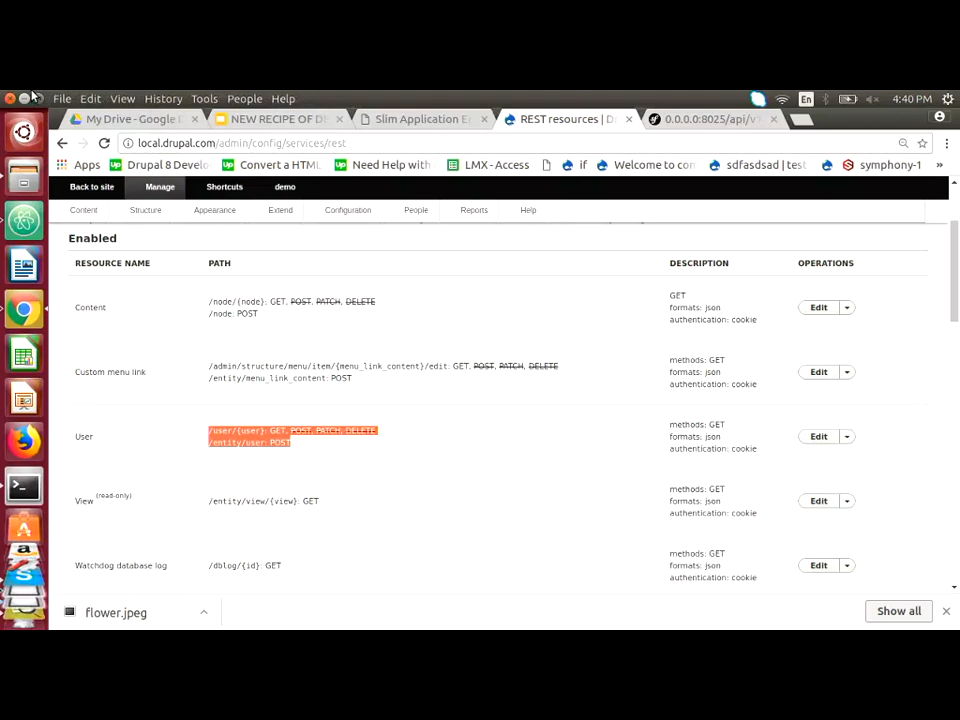 File Edit View History Tools People Help
En
4:40 PM
My Drive - Google D
NEW RECIPE OF DR
Slim Application Er
REST resources | D
0.0.0.0:8025/api/v1
local.drupal.com/admin/config/services/rest
Apps
Drupal 8 Develo
Convert a HTML
Need Help with
LMX - Access
if
Welcome to con
sdfasdsad | test
symphony-1
»
Back to site
Manage
Shortcuts
demo
Content
Structure
Appearance
Extend
Configuration
People
Reports
Help
Enabled
RESOURCE NAME PATH DESCRIPTION OPERATIONS
Content
/node/{node}: GET, POST, PATCH, DELETE
/node: POST
GET
formats: json
authentication: cookie
Edit
Custom menu link
/admin/structure/menu/item/{menu_link_content}/edit: GET, POST, PATCH, DELETE
/entity/menu_link_content: POST
methods: GET
formats: json
authentication: cookie
Edit
User
/user/{user}: GET, POST, PATCH, DELETE
/entity/user: POST
methods: GET
formats: json
authentication: cookie
Edit
View (read-only)
/entity/view/{view}: GET
methods: GET
formats: json
authentication: cookie
Edit
Watchdog database log
/dblog/{id}: GET
methods: GET
formats: json
authentication: cookie
Edit
flower.jpeg
Show all